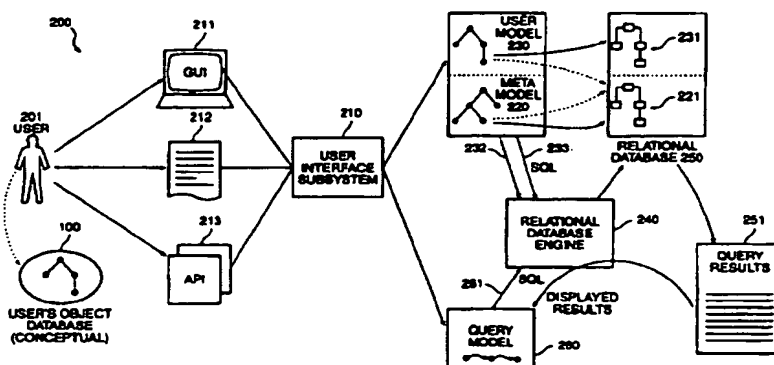 200
211
GUI
201
USER
212
213
API
100
USER'S OBJECT
DATABASE
(CONCEPTUAL)
210
USER
INTERFACE
SUBSYSTEM
USER
MODEL
230
META
MODEL
220
231
221
RELATIONAL
DATABASE 250
232
233
SQL
RELATIONAL
DATABASE
ENGINE
240
251
QUERY
RESULTS
261
SQL
DISPLAYED
RESULTS
QUERY
MODEL
260